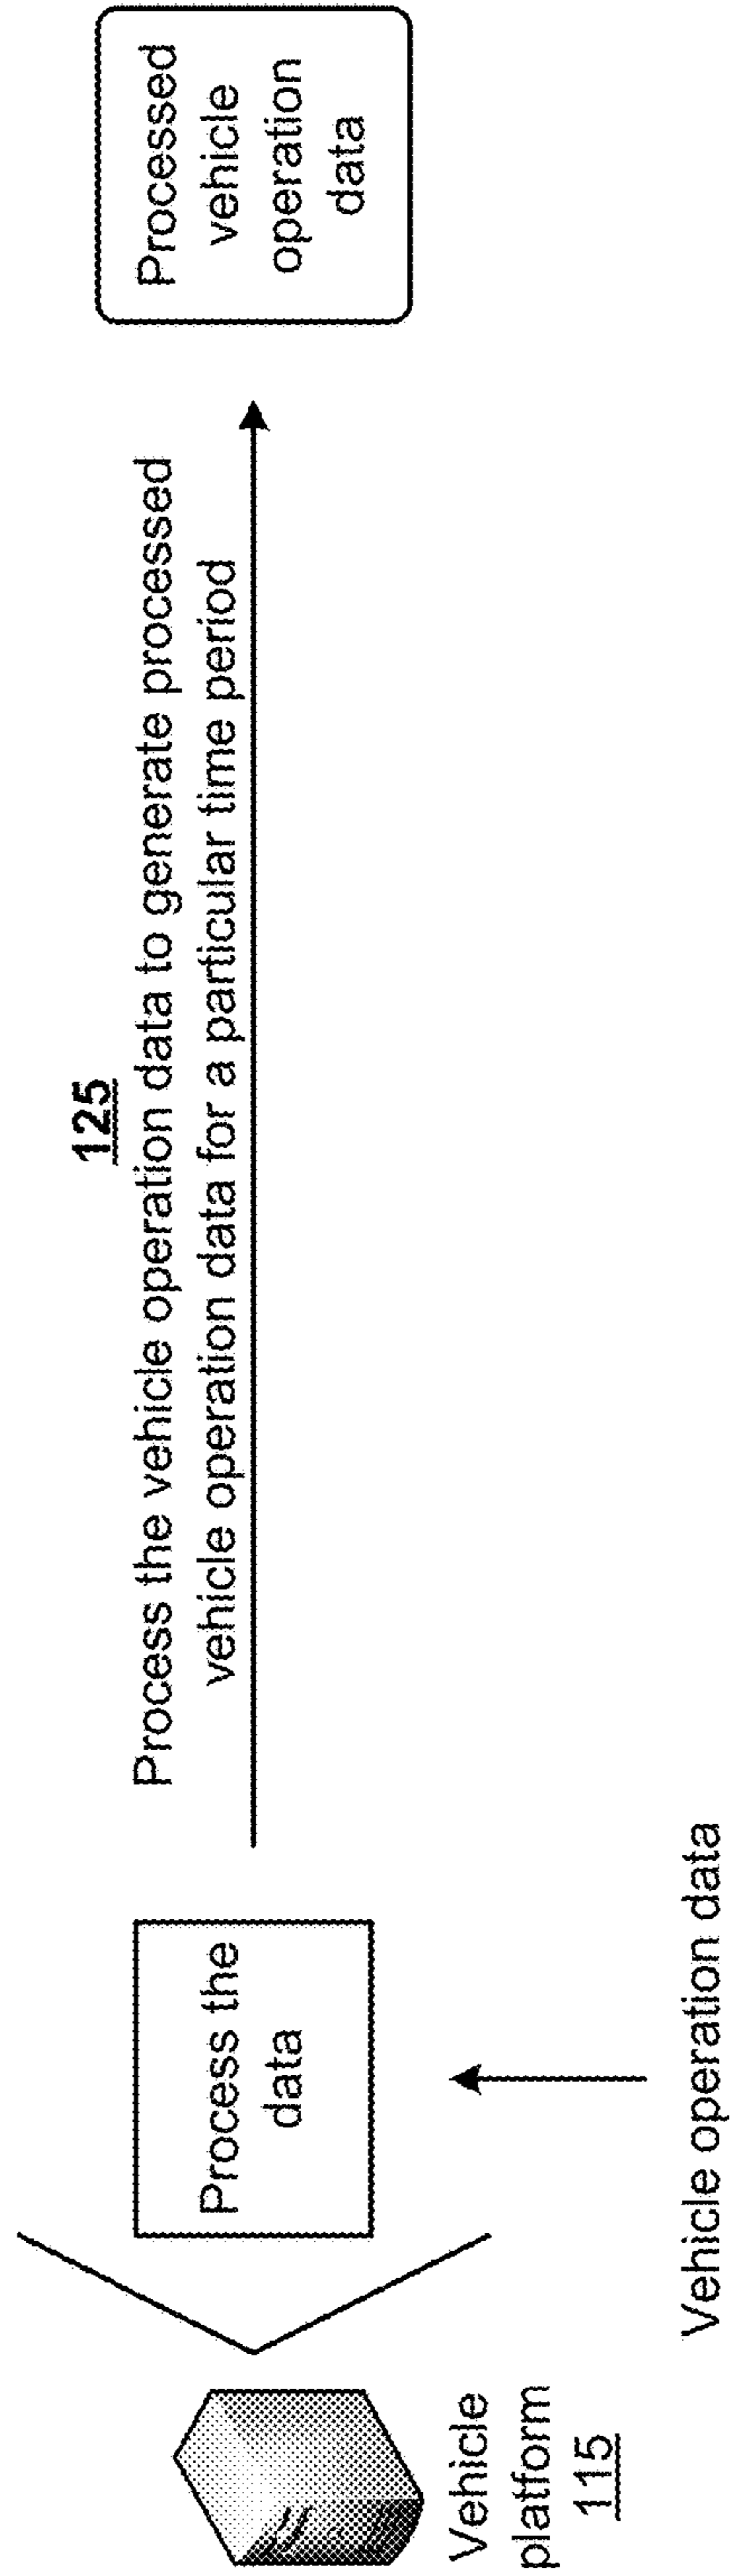 125
Process the vehicle operation data to generate processed
vehicle operation data for a particular time period
Process the
data
Processed
vehicle
operation
data
Vehicle
platform
115
Vehicle operation data